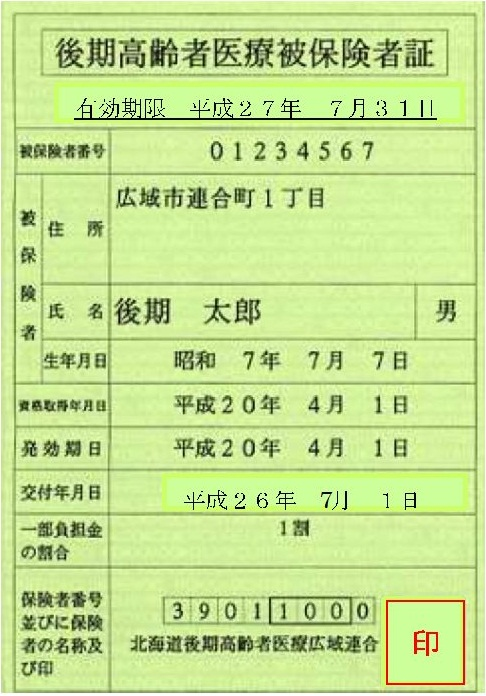 後期高齢者医療被保険者証
有効期限　平成２７年　７月３１日
被保険者番号　０１２３４５６７
被保険者
住　所　広域市連合町１丁目
氏　名　後期　太郎　男
生年月日　昭和　７年　７月　７日
資格取得年月日　平成２０年　４月　１日
発効期日　平成２０年　４月　１日
交付年月日　平成２６年　7月　１日
一部負担金　１割
の割合
保険者番号　３９０１１０００
並びに保険　北海道後期高齢者医療広域連合　印
者の名称及
び印